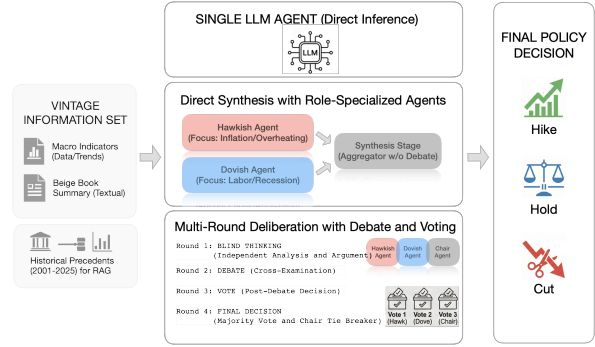 SINGLE LLM AGENT (Direct Inference)
LLM
VINTAGE
INFORMATION SET
Macro Indicators
(Data/Trends)
Beige Book
Summary (Textual)
Historical Precedents
(2001-2025) for RAG
Direct Synthesis with Role-Specialized Agents
Hawkish Agent
(Focus: Inflation/Overheating)
Dovish Agent
(Focus: Labor/Recession)
Synthesis Stage
(Aggregator w/o Debate)
Multi-Round Deliberation with Debate and Voting
Round 1: BLIND THINKING
(Independent Analysis and Argument)
Round 2: DEBATE (Cross-Examination)
Round 3: VOTE (Post-Debate Decision)
Round 4: FINAL DECISION
(Majority Vote and Chair Tie Breaker)
Hawkish
Agent
Dovish
Agent
Chair
Agent
Vote 1
(Hawk)
Vote 2
(Dove)
Vote 3
(Chair)
FINAL POLICY
DECISION
Hike
Hold
Cut